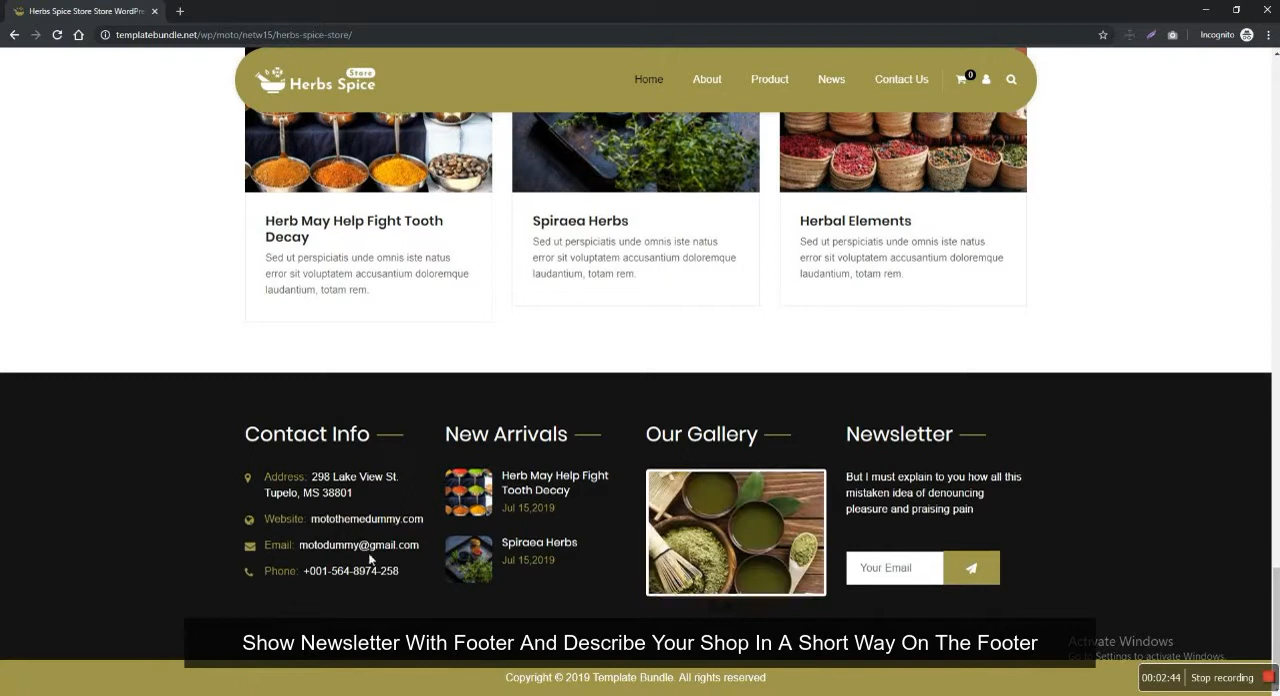 Herbs Spice Store Store WordPre
templatebundle.net/wp/moto/netw15/herbs-spice-store/
Incognito
Store
Herbs Spice
Home
About
Product
News
Contact Us
0
Herb May Help Fight Tooth
Decay
Sed ut perspiciatis unde omnis iste natus
error sit voluptatem accusantium doloremque
laudantium, totam rem.
Spiraea Herbs
Sed ut perspiciatis unde omnis iste natus
error sit voluptatem accusantium doloremque
laudantium, totam rem.
Herbal Elements
Sed ut perspiciatis unde omnis iste natus
error sit voluptatem accusantium doloremque
laudantium, totam rem.
Contact Info
Address: 298 Lake View St.
Tupelo, MS 38801
Website: motothemedummy.com
Email: motodummy@gmail.com
Phone: +001-564-8974-258
New Arrivals
Herb May Help Fight
Tooth Decay
Jul 15,2019
Spiraea Herbs
Jul 15,2019
Our Gallery
Newsletter
But I must explain to you how all this
mistaken idea of denouncing
pleasure and praising pain
Your Email
Show Newsletter With Footer And Describe Your Shop In A Short Way On The Footer
Activate Windows
Go to Settings to activate Windows.
Copyright © 2019 Template Bundle. All rights reserved
00:02:44
Stop recording